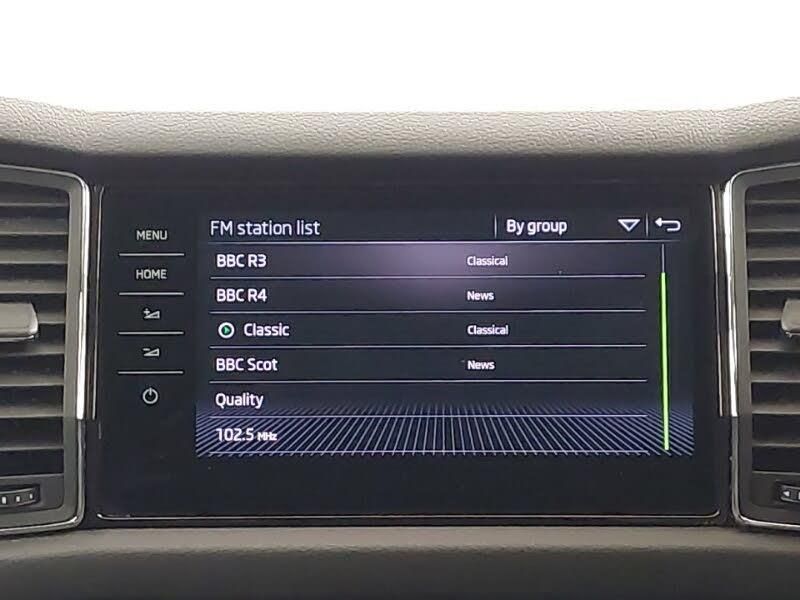 FM station list By group
MENU
BBC R3 Classical
HOME
BBC R4 News
Classic Classical
BBC Scot News
Quality
102.5 MHz